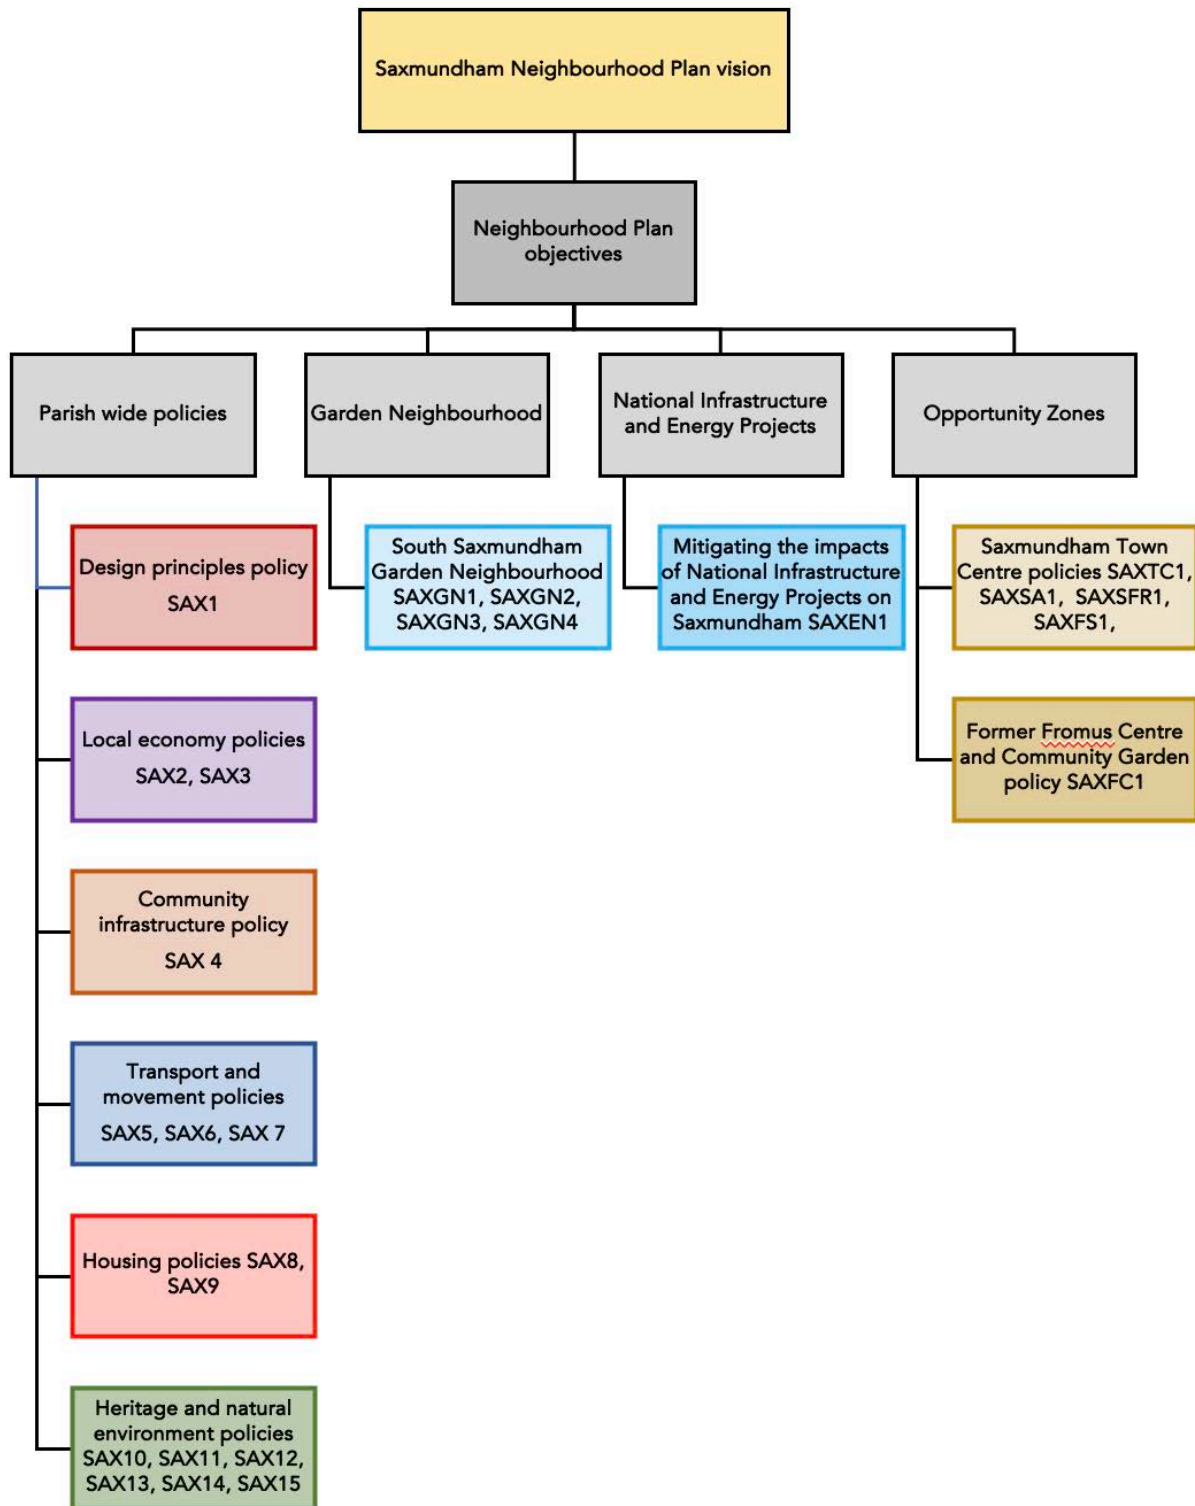 Saxmundham Neighbourhood Plan vision
Neighbourhood Plan
objectives
Parish wide policies
Garden Neighbourhood
National Infrastructure
and Energy Projects
Opportunity Zones
Design principles policy
SAX1
South Saxmundham
Garden Neighbourhood
SAXGN1, SAXGN2,
SAXGN3, SAXGN4
Mitigating the impacts
of National Infrastructure
and Energy Projects on
Saxmundham SAXEN1
Saxmundham Town
Centre policies SAXTC1,
SAXSA1, SAXSFR1,
SAXFS1,
Local economy policies
SAX2, SAX3
Former Fromus Centre
and Community Garden
policy SAXFC1
Community
infrastructure policy
SAX 4
Transport and
movement policies
SAX5, SAX6, SAX 7
Housing policies SAX8,
SAX9
Heritage and natural
environment policies
SAX10, SAX11, SAX12,
SAX13, SAX14, SAX15